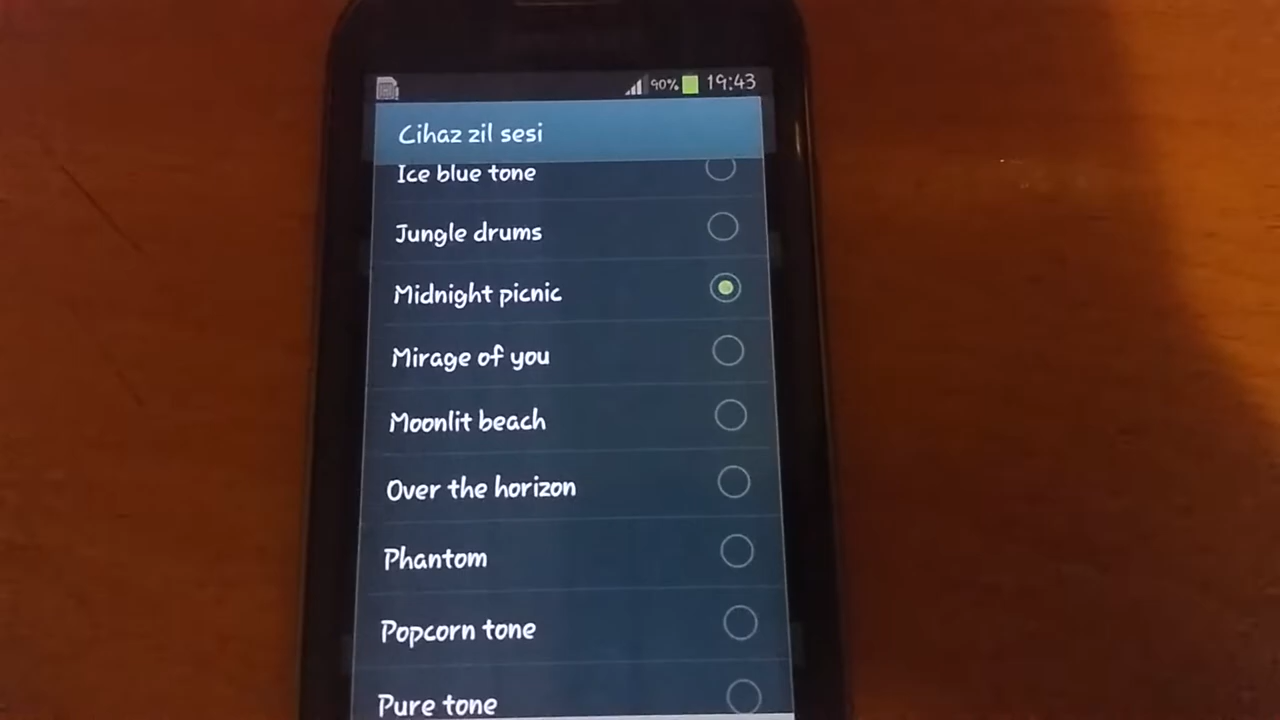 90% 19:43
Cihaz zil sesi
Ice blue tone
Jungle drums
Midnight picnic
Mirage of you
Moonlit beach
Over the horizon
Phantom
Popcorn tone
Pure tone